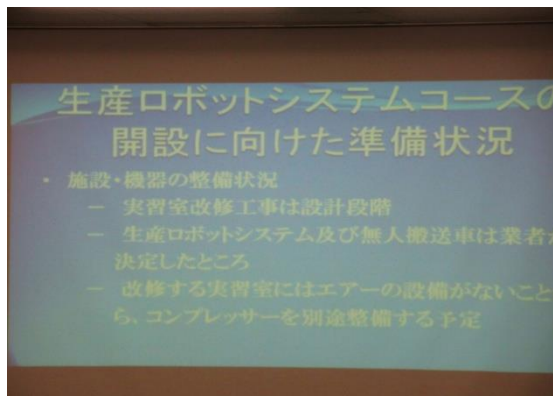 生産ロボットシステムコースの
開設に向けた準備状況
・ 施設・機器の整備状況
－ 実習室改修工事は設計段階
－ 生産ロボットシステム及び無人搬送車は業者が
決定したところ
－ 改修する実習室にはエアーの設備がないこと
ら、コンプレッサーを別途整備する予定